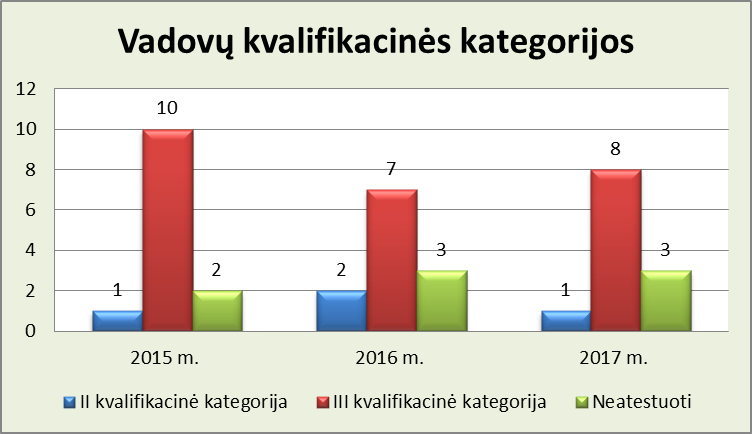 Vadovų kvalifikacinės kategorijos
12
10
8
6
4
2
0
1
10
2
2
7
3
1
8
3
2015 m.
2016 m.
2017 m.
II kvalifikacinė kategorija
III kvalifikacinė kategorija
Neatestuoti